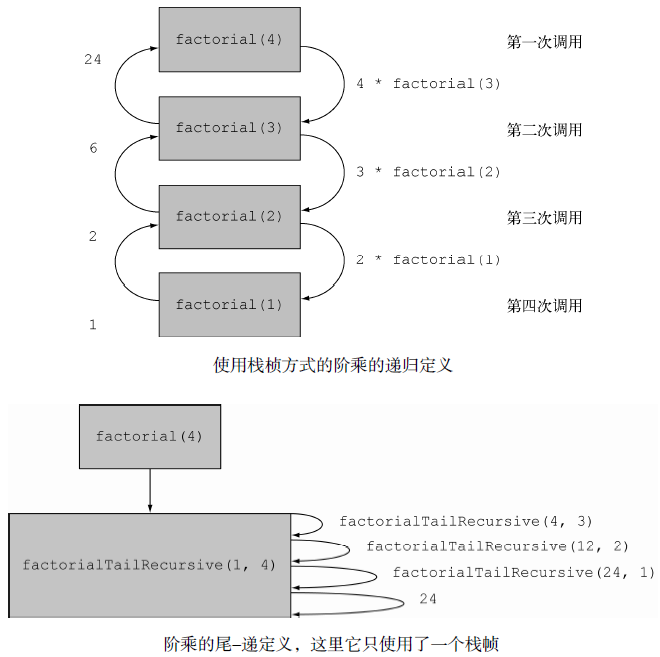 factorial(4)
第一次调用
24
4 * factorial(3)
factorial(3)
第二次调用
6
3 * factorial(2)
factorial(2)
第三次调用
2
2 * factorial(1)
factorial(1)
第四次调用
1
使用栈桢方式的阶乘的递归定义
factorial(4)
factorialTailRecursive(1, 4)
factorialTailRecursive(4, 3)
factorialTailRecursive(12, 2)
factorialTailRecursive(24, 1)
24
阶乘的尾-递定义，这里它只使用了一个栈帧